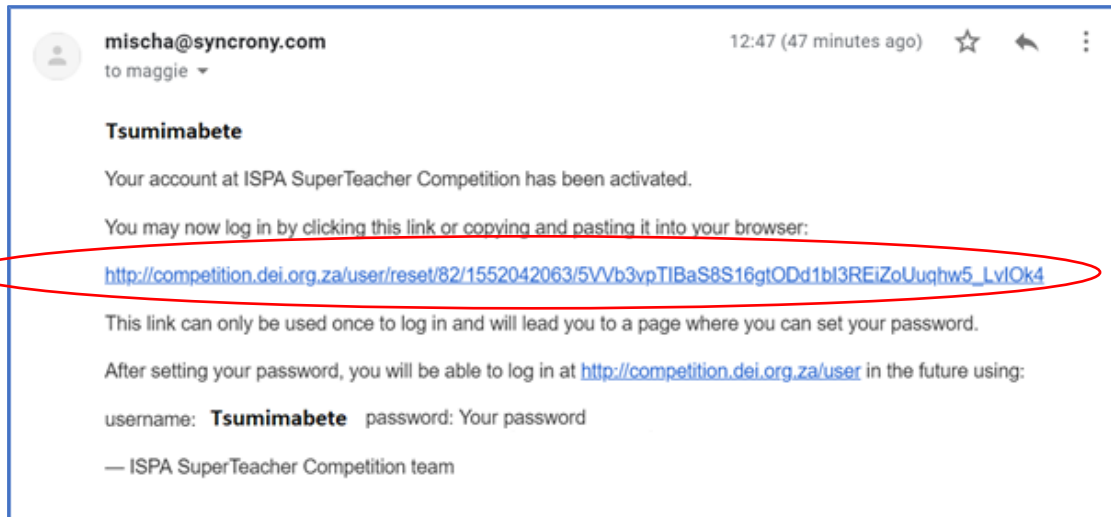 mischa@syncrony.com 12:47 (47 minutes ago)
to maggie
Tsumimabete
Your account at ISPA SuperTeacher Competition has been activated.
You may now log in by clicking this link or copying and pasting it into your browser:
http://competition.dei.org.za/user/reset/82/1552042063/5VVb3vpTIBaS8S16gtODd1bI3REiZoUuqhw5_LvIOk4
This link can only be used once to log in and will lead you to a page where you can set your password.
After setting your password, you will be able to log in at http://competition.dei.org.za/user in the future using:
username: Tsumimabete password: Your password
— ISPA SuperTeacher Competition team